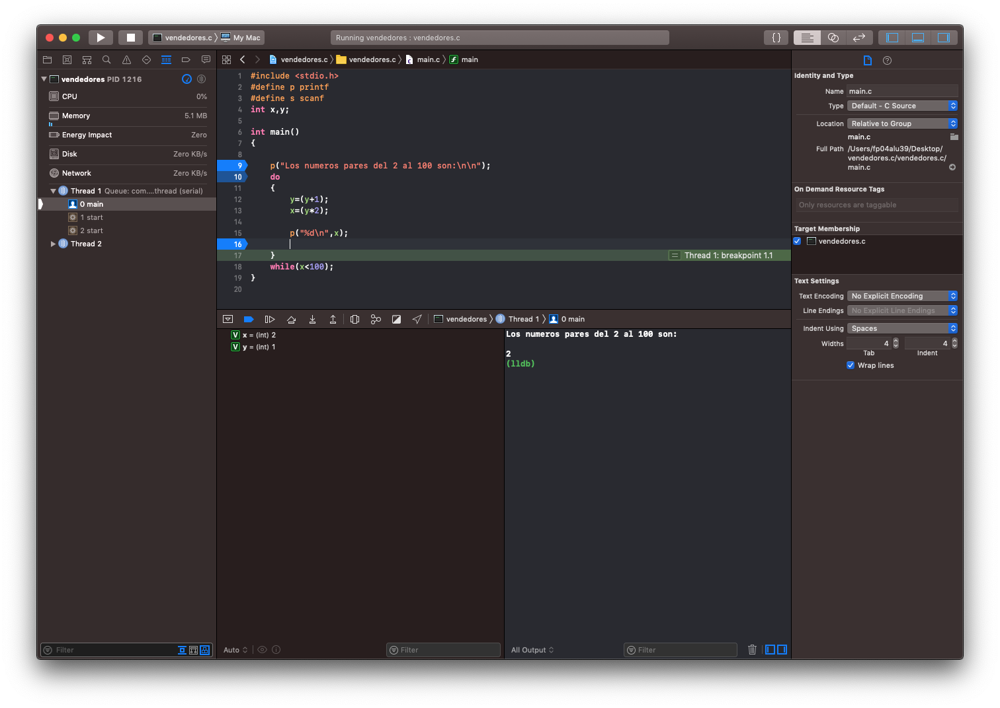 vendedores.c My Mac
Running vendedores : vendedores.c
{ }
vendedores PID 1216
CPU 0%
Memory 5.1 MB
Energy Impact Zero
Disk Zero KB/s
Network Zero KB/s
Thread 1 Queue: com....thread (serial)
0 main
1 start
2 start
Thread 2
Filter
vendedores.c vendedores.c main.c main
1 #include <stdio.h>
2 #define p printf
3 #define s scanf
4 int x,y;
5
6 int main()
7 {
8
9 p("Los numeros pares del 2 al 100 son:\n\n");
10 do
11 {
12 y=(y+1);
13 x=(y*2);
14
15 p("%d\n",x);
16
17 } Thread 1: breakpoint 1.1
18 while(x<100);
19 }
20
vendedores Thread 1 0 main
V x = (int) 2
V y = (int) 1
Auto
Filter
Los numeros pares del 2 al 100 son:
2
(lldb)
All Output
Filter
Identity and Type
Name main.c
Type Default - C Source
Location Relative to Group
main.c
Full Path /Users/fp04alu39/Desktop/
vendedores.c/vendedores.c/
main.c
On Demand Resource Tags
Only resources are taggable
Target Membership
vendedores.c
Text Settings
Text Encoding No Explicit Encoding
Line Endings No Explicit Line Endings
Indent Using Spaces
Widths 4 4
Tab Indent
Wrap lines